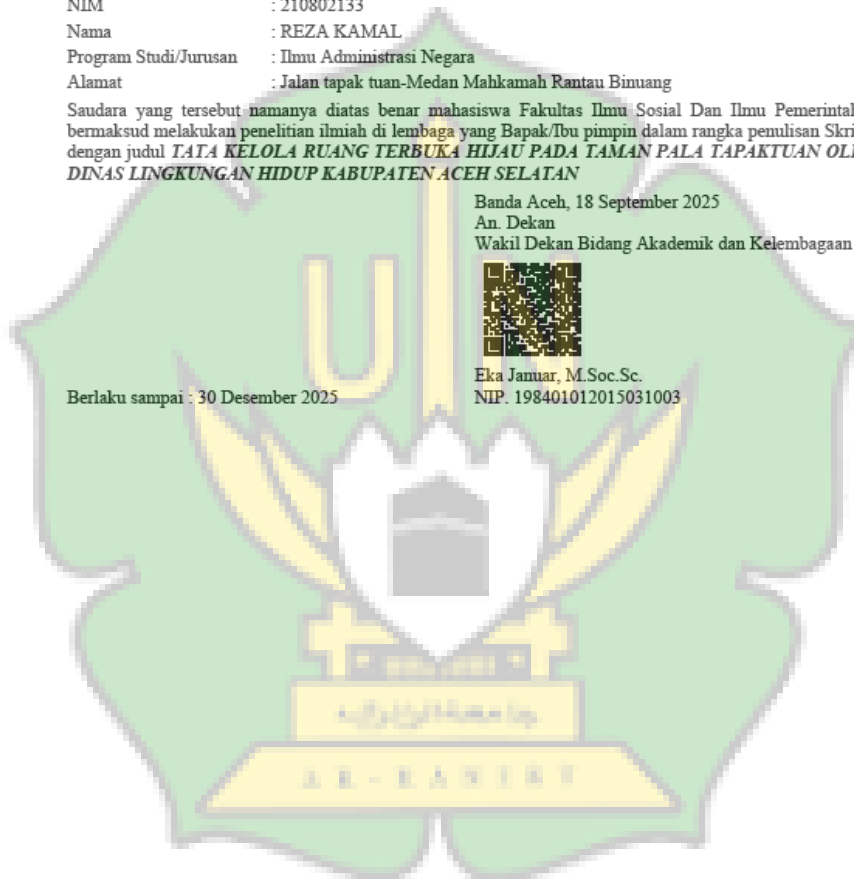 NIM : 210802133
Nama : REZA KAMAL
Program Studi/Jurusan : Ilmu Administrasi Negara
Alamat : Jalan tapak tuan-Medan Mahkamah Rantau Binuang
Saudara yang tersebut namanya diatas benar mahasiswa Fakultas Ilmu Sosial Dan Ilmu
bermaksud melakukan penelitian ilmiah di lembaga yang Bapak/Ibu pimpin dalam rangka penulisan
dengan judul TATA KELOLA RUANG TERBUKA HIJAU PADA TAMAN PALA TAPAKTUAN
DINAS LINGKUNGAN HIDUP KABUPATEN ACEH SELATAN
Banda Aceh, 18 September 2025
An. Dekan
Wakil Dekan Bidang Akademik dan Kelembagaan
Eka Januar, M.Soc.Sc.
Berlaku sampai : 30 Desember 2025 NIP. 198401012015031003
U I N
AR-RANIRY